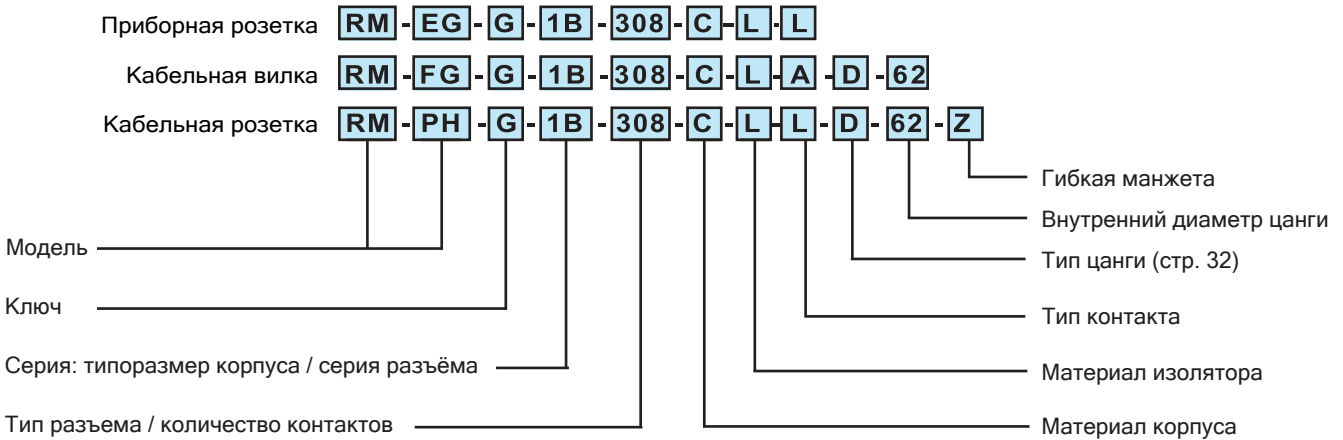 Приборная розетка RM-EG-G-1B-308-C-L-L
Кабельная вилка RM-FG-G-1B-308-C-L-A-D-62
Кабельная розетка RM-PH-G-1B-308-C-L-L-D-62-Z
Гибкая манжета
Внутренний диаметр цанги
Модель
Тип цанги (стр. 32)
Ключ
Тип контакта
Серия: типоразмер корпуса / серия разъёма
Материал изолятора
Тип разъема / количество контактов
Материал корпуса